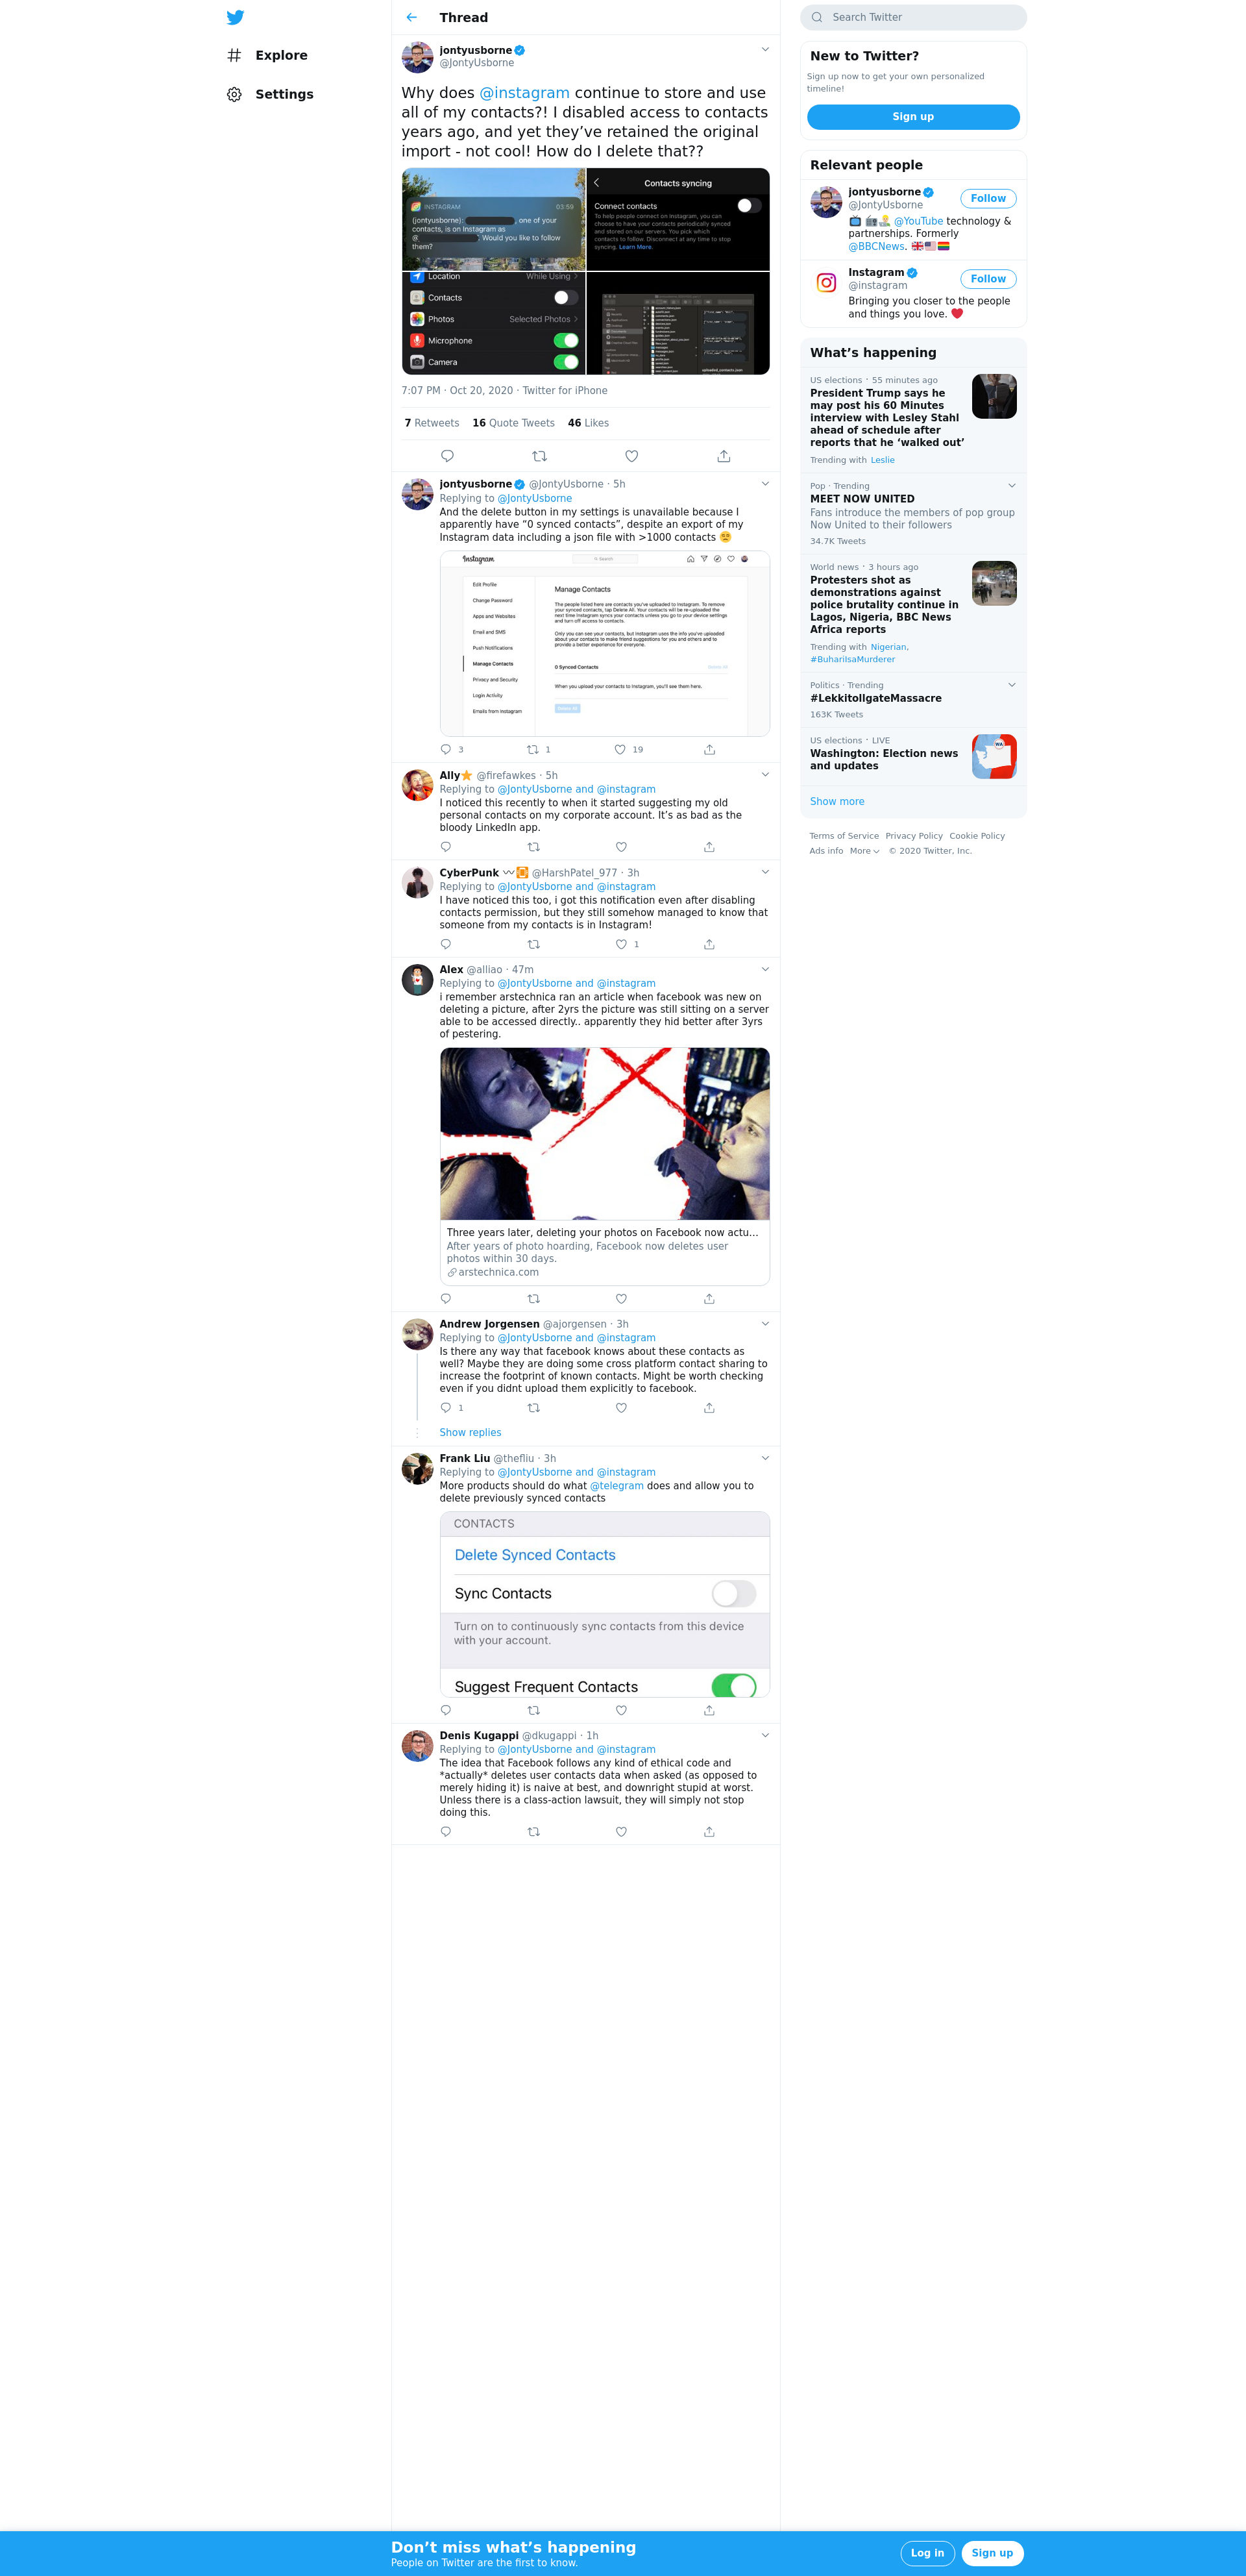 Explore
Settings
Thread
jontyusborne
@JontyUsborne
Why does @instagram continue to store and use
all of my contacts?! I disabled access to contacts
years ago, and yet they’ve retained the original
import - not cool! How do I delete that??
INSTAGRAM 03:59
(jontyusborne): , one of your
contacts, is on Instagram as
@ . Would you like to follow
them?
Contacts syncing
Connect contacts
To help people connect on Instagram, you can
choose to have your contacts periodically synced
and stored on our servers. You pick which
contacts to follow. Disconnect at any time to stop
syncing. Learn More.
Location While Using
Contacts
Photos Selected Photos
Microphone
Camera
7:07 PM · Oct 20, 2020 · Twitter for iPhone
7 Retweets 16 Quote Tweets 46 Likes
jontyusborne @JontyUsborne · 5h
Replying to @JontyUsborne
And the delete button in my settings is unavailable because I
apparently have “0 synced contacts”, despite an export of my
Instagram data including a json file with >1000 contacts
Instagram
Search
Edit Profile
Change Password
Apps and Websites
Email and SMS
Push Notifications
Manage Contacts
Privacy and Security
Login Activity
Emails from Instagram
Manage Contacts
The people listed here are contacts you've uploaded to Instagram. To remove
your synced contacts, tap Delete All. Your contacts will be re-uploaded the
next time Instagram syncs your contacts unless you go to your device settings
and turn off access to contacts.
Only you can see your contacts, but Instagram uses the info you've uploaded
about your contacts to make friend suggestions for you and others and to
provide a better experience for everyone.
0 Synced Contacts Delete All
When you upload contacts to Instagram, you'll see them here.
Delete All
3 1 19
Ally @firefawkes · 5h
Replying to @JontyUsborne and @instagram
I noticed this recently to when it started suggesting my old
personal contacts on my corporate account. It's as bad as the
bloody LinkedIn app.
CyberPunk @HarshPatel_977 · 3h
Replying to @JontyUsborne and @instagram
I have noticed this too, i got this notification even after disabling
contacts permission, but they still somehow managed to know that
someone from my contacts is in Instagram!
1
Alex @alliao · 47m
Replying to @JontyUsborne and @instagram
i remember arstechnica ran an article when facebook was new on
deleting a picture, after 2yrs the picture was still sitting on a server
able to be accessed directly.. apparently they hid better after 3yrs
of pestering.
Three years later, deleting your photos on Facebook now actu...
After years of photo hoarding, Facebook now deletes user
photos within 30 days.
arstechnica.com
Andrew Jorgensen @ajorgensen · 3h
Replying to @JontyUsborne and @instagram
Is there any way that facebook knows about these contacts as
well? Maybe they are doing some cross platform contact sharing to
increase the footprint of known contacts. Might be worth checking
even if you didnt upload them explicitly to facebook.
1
Show replies
Frank Liu @thefliu · 3h
Replying to @JontyUsborne and @instagram
More products should do what @telegram does and allow you to
delete previously synced contacts
CONTACTS
Delete Synced Contacts
Sync Contacts
Turn on to continuously sync contacts from this device
with your account.
Suggest Frequent Contacts
Denis Kugappi @dkugappi · 1h
Replying to @JontyUsborne and @instagram
The idea that Facebook follows any kind of ethical code and
*actually* deletes user contacts data when asked (as opposed to
merely hiding it) is naive at best, and downright stupid at worst.
Unless there is a class-action lawsuit, they will simply not stop
doing this.
Search Twitter
New to Twitter?
Sign up now to get your own personalized
timeline!
Sign up
Relevant people
jontyusborne
@JontyUsborne
Follow
@YouTube technology &
partnerships. Formerly
@BBCNews.
Instagram
@instagram
Follow
Bringing you closer to the people
and things you love.
What’s happening
US elections · 55 minutes ago
President Trump says he
may post his 60 Minutes
interview with Lesley Stahl
ahead of schedule after
reports that he ‘walked out’
Trending with Leslie
Pop · Trending
MEET NOW UNITED
Fans introduce the members of pop group
Now United to their followers
34.7K Tweets
World news · 3 hours ago
Protesters shot as
demonstrations against
police brutality continue in
Lagos, Nigeria, BBC News
Africa reports
Trending with Nigerian,
#BuhariIsaMurderer
Politics · Trending
#LekkitollgateMassacre
163K Tweets
US elections · LIVE
Washington: Election news
and updates
WA
Show more
Terms of Service Privacy Policy Cookie Policy
Ads info More © 2020 Twitter, Inc.
Don’t miss what’s happening
People on Twitter are the first to know.
Log in
Sign up